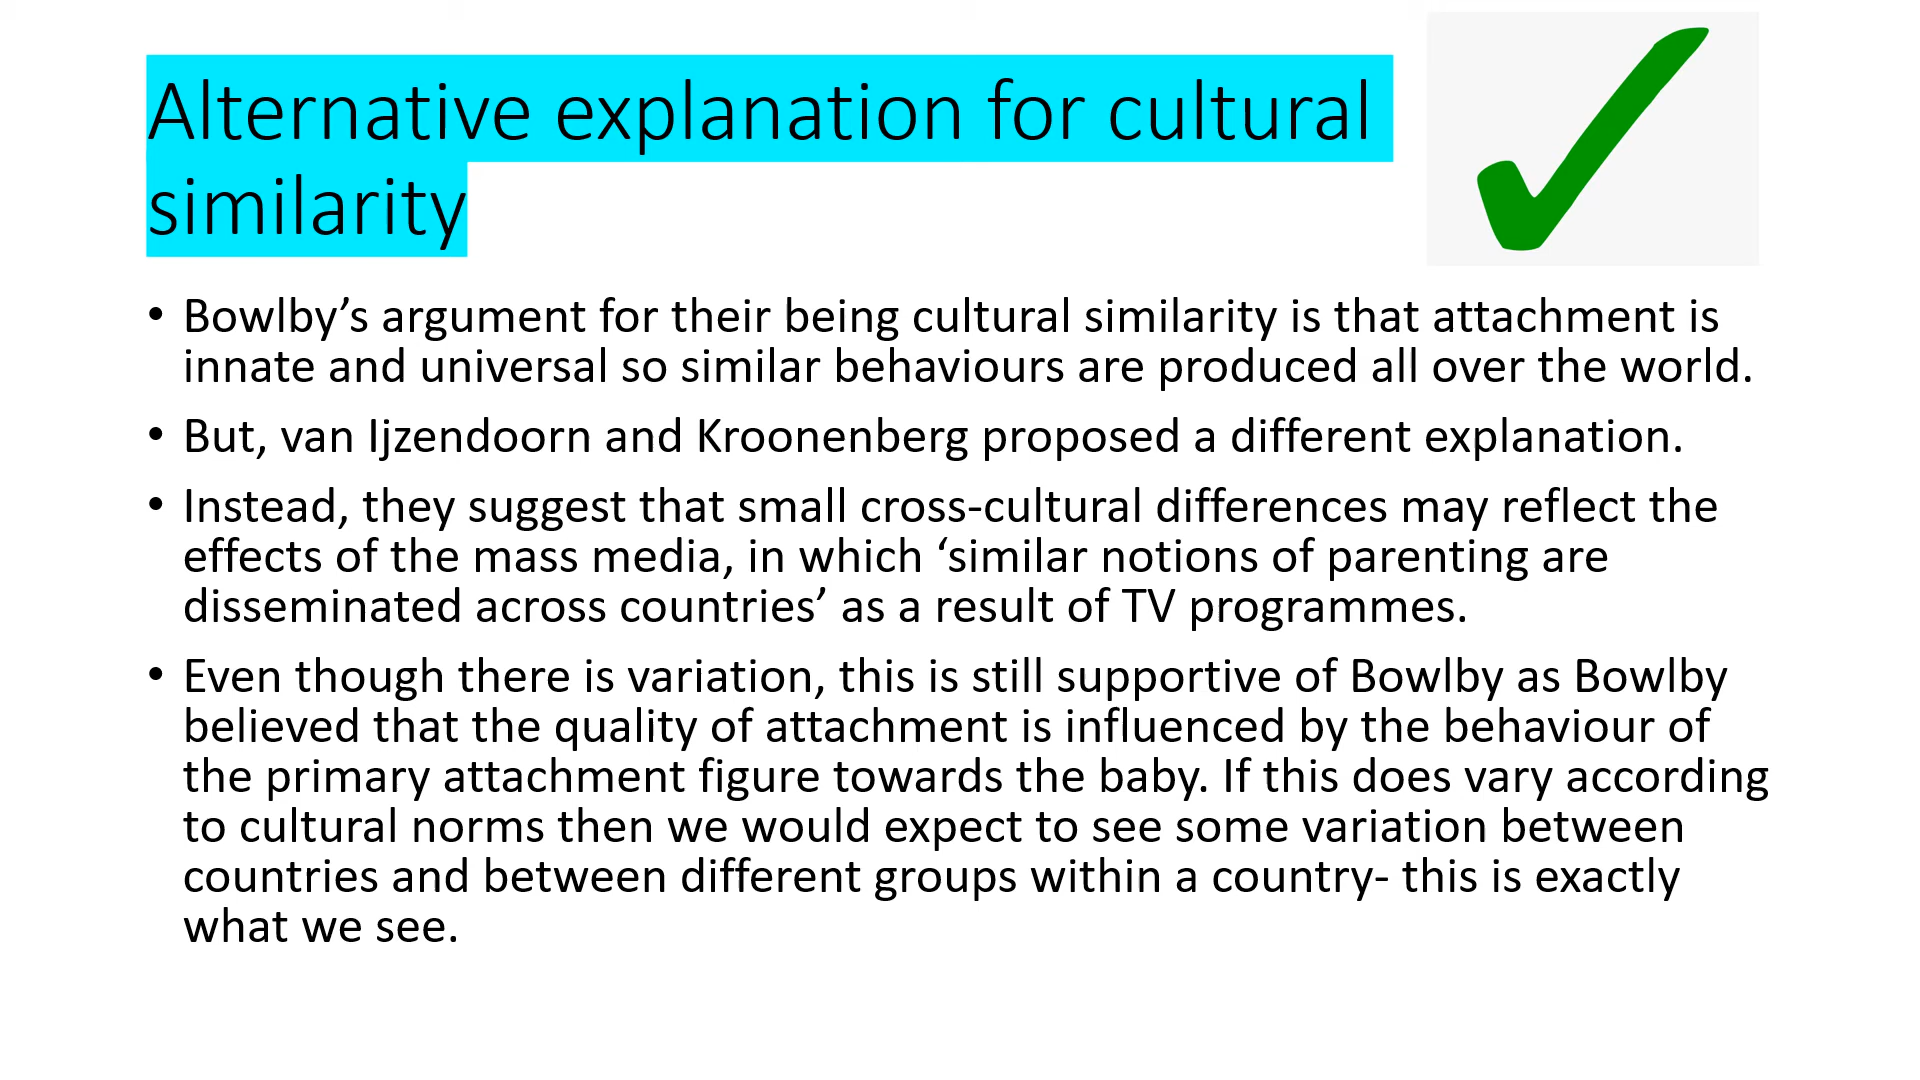 Alternative explanation for cultural
similarity
• Bowlby’s argument for their being cultural similarity is that attachment is
innate and universal so similar behaviours are produced all over the world.
• But, van Ijzendoorn and Kroonenberg proposed a different explanation.
• Instead, they suggest that small cross-cultural differences may reflect the
effects of the mass media, in which ‘similar notions of parenting are
disseminated across countries’ as a result of TV programmes.
• Even though there is variation, this is still supportive of Bowlby as Bowlby
believed that the quality of attachment is influenced by the behaviour of
the primary attachment figure towards the baby. If this does vary according
to cultural norms then we would expect to see some variation between
countries and between different groups within a country- this is exactly
what we see.